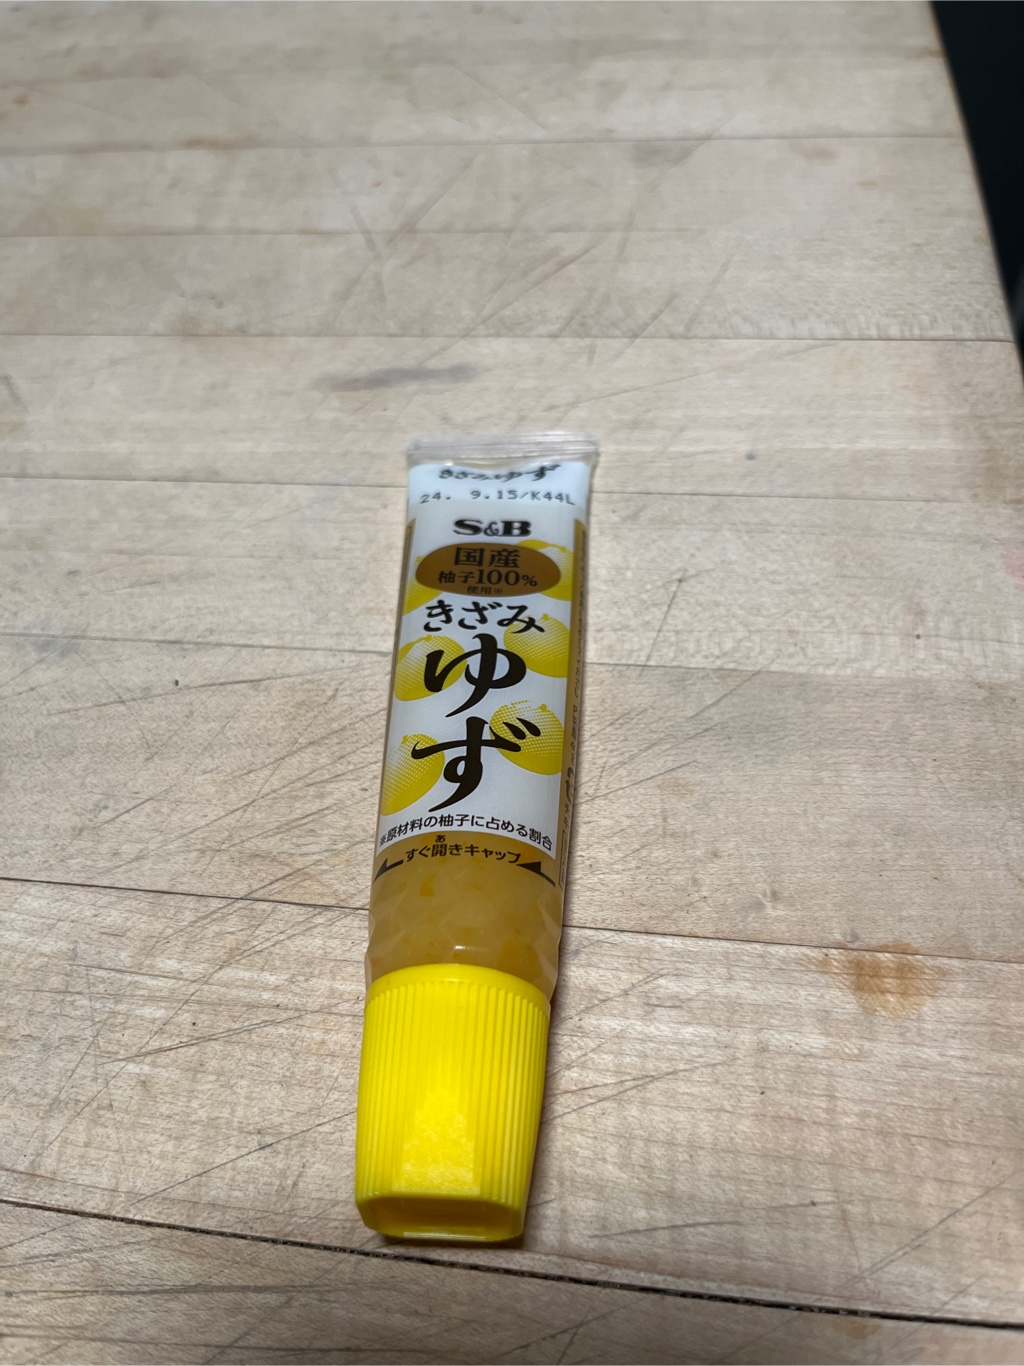 きざみゆず
24. 9.15/K44L
S&B
国産
柚子100%
使用※
きざみ
ゆ
ず
※原材料の柚子に占める割合
あ
すぐ開きキャップ